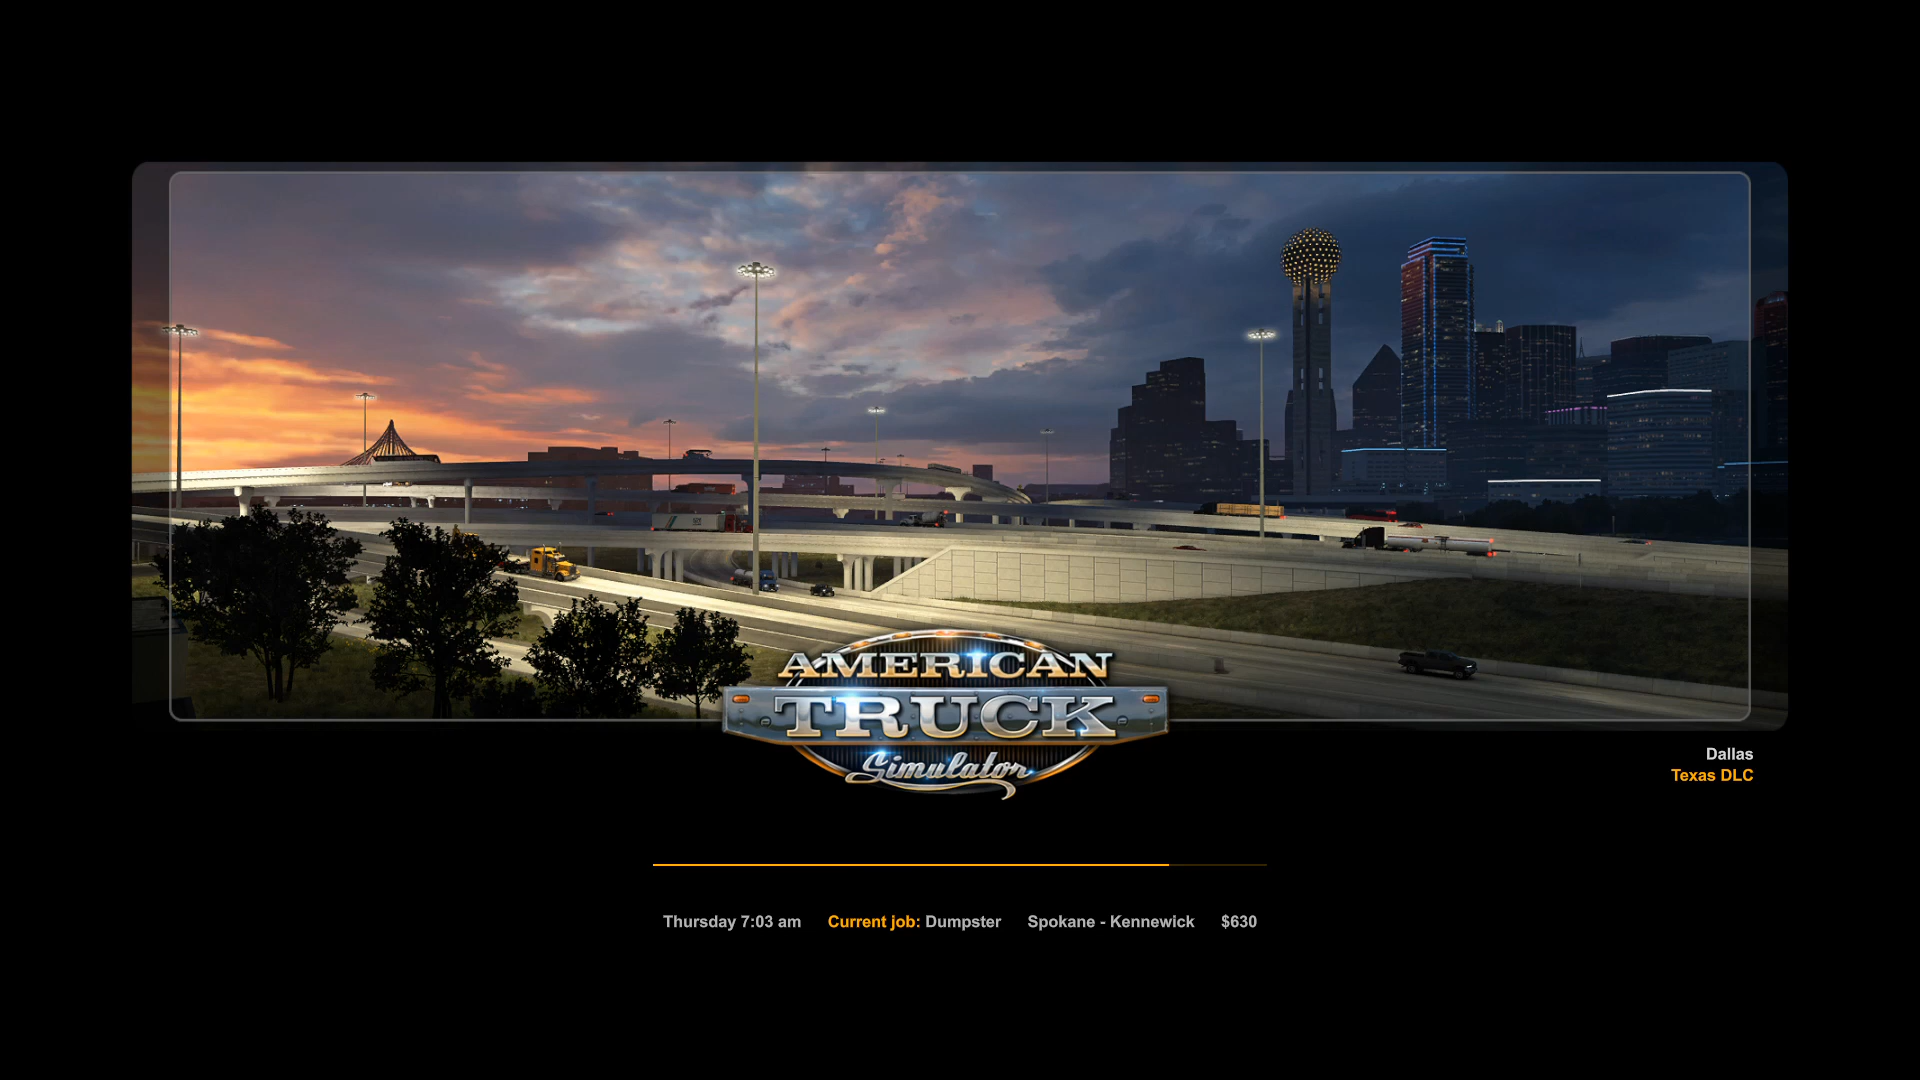 AMERICAN
TRUCK
Simulator
Dallas
Texas DLC
Thursday 7:03 am Current job: Dumpster Spokane - Kennewick $630